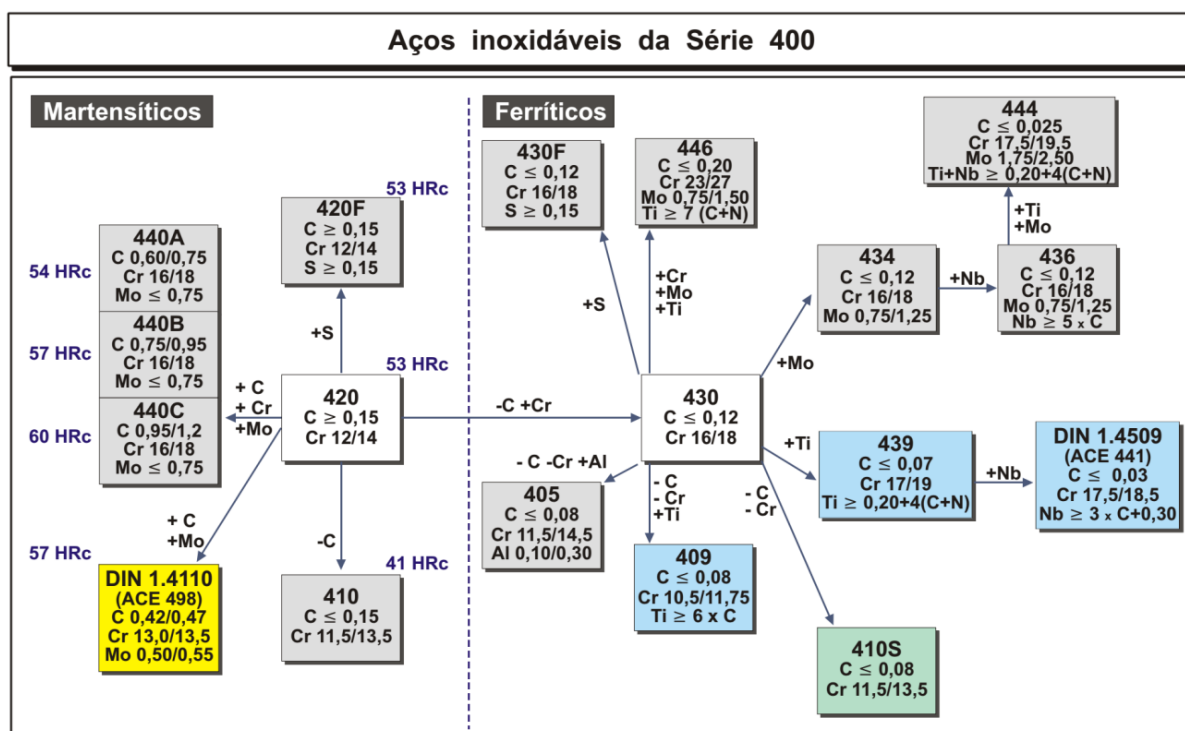 Aços inoxidáveis da Série 400
Martensíticos
53 HRc
420F
C ≥ 0,15
Cr 12/14
S ≥ 0,15
54 HRc
440A
C 0,60/0,75
Cr 16/18
Mo ≤ 0,75
57 HRc
440B
C 0,75/0,95
Cr 16/18
Mo ≤ 0,75
60 HRc
440C
C 0,95/1,2
Cr 16/18
Mo ≤ 0,75
+S
53 HRc
420
C ≥ 0,15
Cr 12/14
+ C
+ Cr
+Mo
+ C
+Mo
57 HRc
DIN 1.4110
(ACE 498)
C 0,42/0,47
Cr 13,0/13,5
Mo 0,50/0,55
-C
41 HRc
410
C ≤ 0,15
Cr 11,5/13,5
-C +Cr
Ferríticos
430F
C ≤ 0,12
Cr 16/18
S ≥ 0,15
446
C ≤ 0,20
Cr 23/27
Mo 0,75/1,50
Ti ≥ 7 (C+N)
444
C ≤ 0,025
Cr 17,5/19,5
Mo 1,75/2,50
Ti+Nb ≥ 0,20+4(C+N)
+Ti
+Mo
434
C ≤ 0,12
Cr 16/18
Mo 0,75/1,25
+Nb
436
C ≤ 0,12
Cr 16/18
Mo 0,75/1,25
Nb ≥ 5 x C
+S
+Cr
+Mo
+Ti
+Mo
430
C ≤ 0,12
Cr 16/18
+Ti
439
C ≤ 0,07
Cr 17/19
Ti ≥ 0,20+4(C+N)
+Nb
DIN 1.4509
(ACE 441)
C ≤ 0,03
Cr 17,5/18,5
Nb ≥ 3 x C+0,30
- C -Cr +Al
405
C ≤ 0,08
Cr 11,5/14,5
Al 0,10/0,30
- C
- Cr
+Ti
409
C ≤ 0,08
Cr 10,5/11,75
Ti ≥ 6 x C
- C
- Cr
410S
C ≤ 0,08
Cr 11,5/13,5